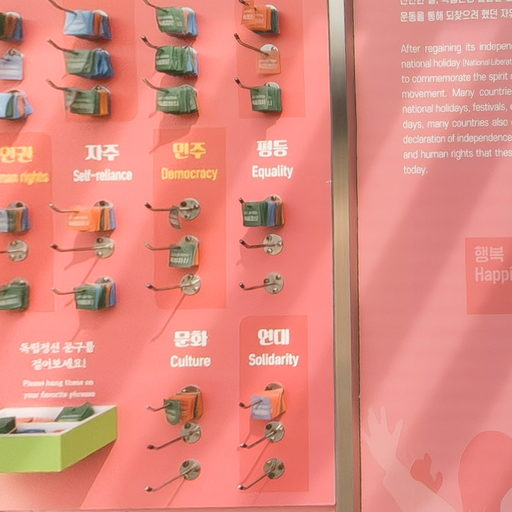 인권
자주
민주
평등
man rights
Self-reliance
Democracy
Equality
문화
연대
Culture
Solidarity
독립정신 문구를
걸어보세요!
Please hang these on
your favorite phrases
운동을 통해 되찾으려 했던 자유
After regaining its independ
national holiday (National Liberat
to commemorate the spirit
movement. Many countrie
national holidays, festivals,
days, many countries also
declaration of independence
and human rights that thes
today.
행복
Happi